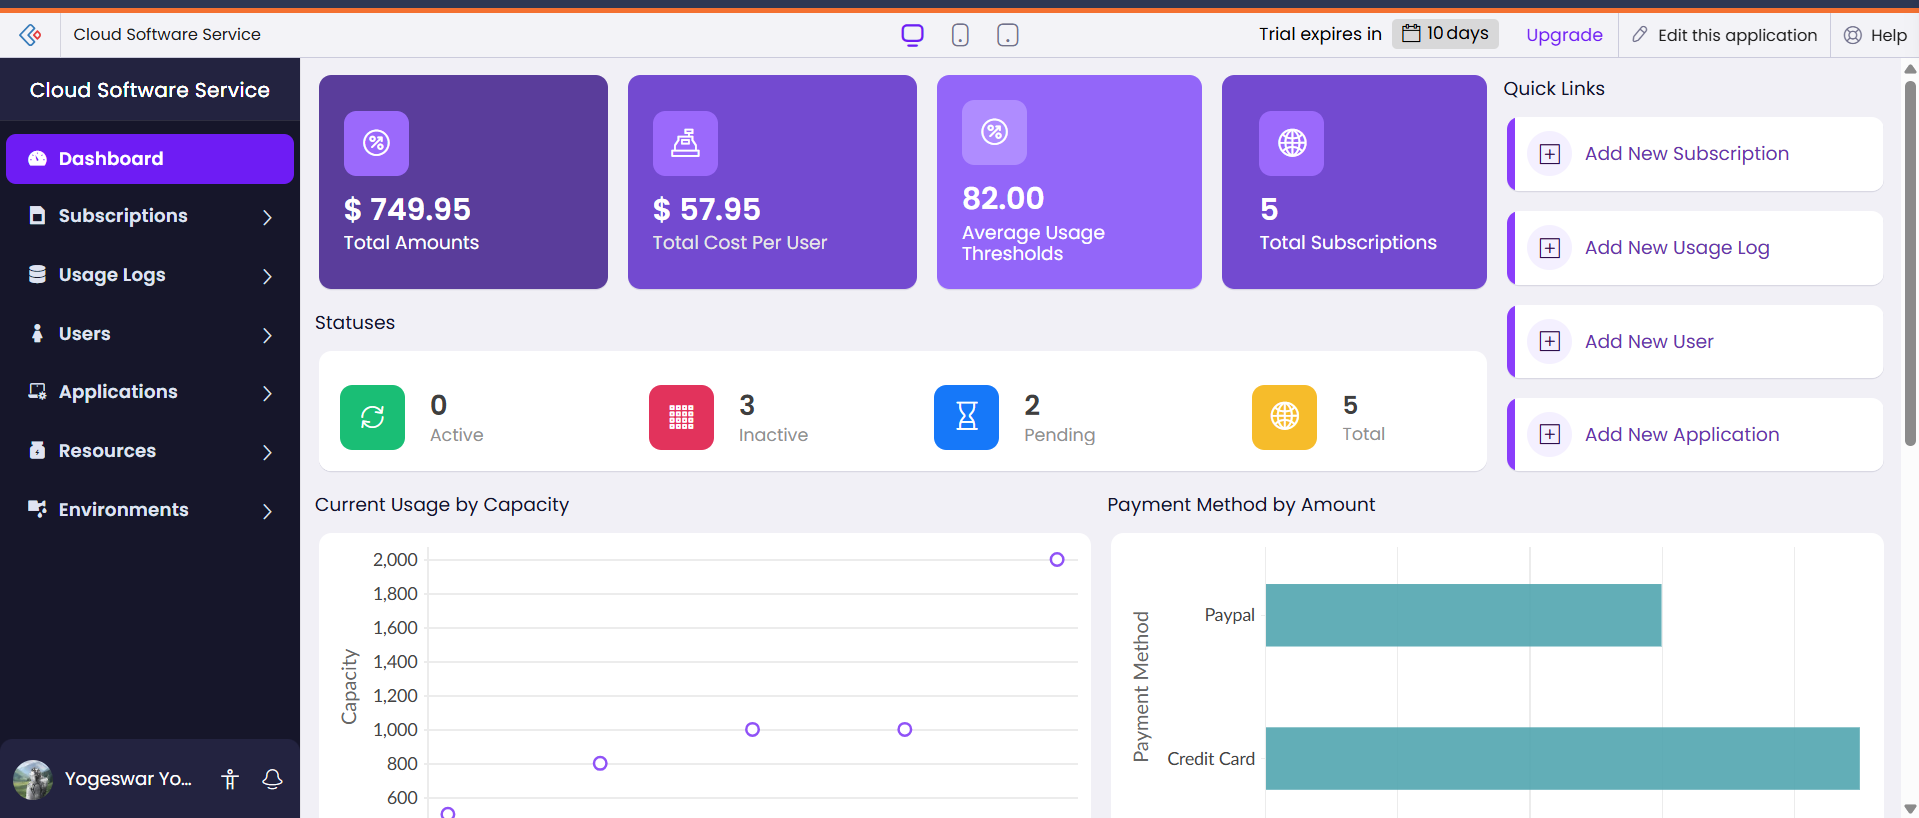 Cloud Software Service
Trial expires in
10 days
Upgrade
Edit this application
Help
Cloud Software Service
Dashboard
Subscriptions
Usage Logs
Users
Applications
Resources
Environments
Yogeswar Yo...
$ 749.95
Total Amounts
$ 57.95
Total Cost Per User
82.00
Average Usage
Thresholds
5
Total Subscriptions
Quick Links
Add New Subscription
Add New Usage Log
Add New User
Add New Application
Statuses
0
Active
3
Inactive
2
Pending
5
Total
Current Usage by Capacity
Capacity
2,000
1,800
1,600
1,400
1,200
1,000
800
600
Payment Method by Amount
Payment Method
Paypal
Credit Card